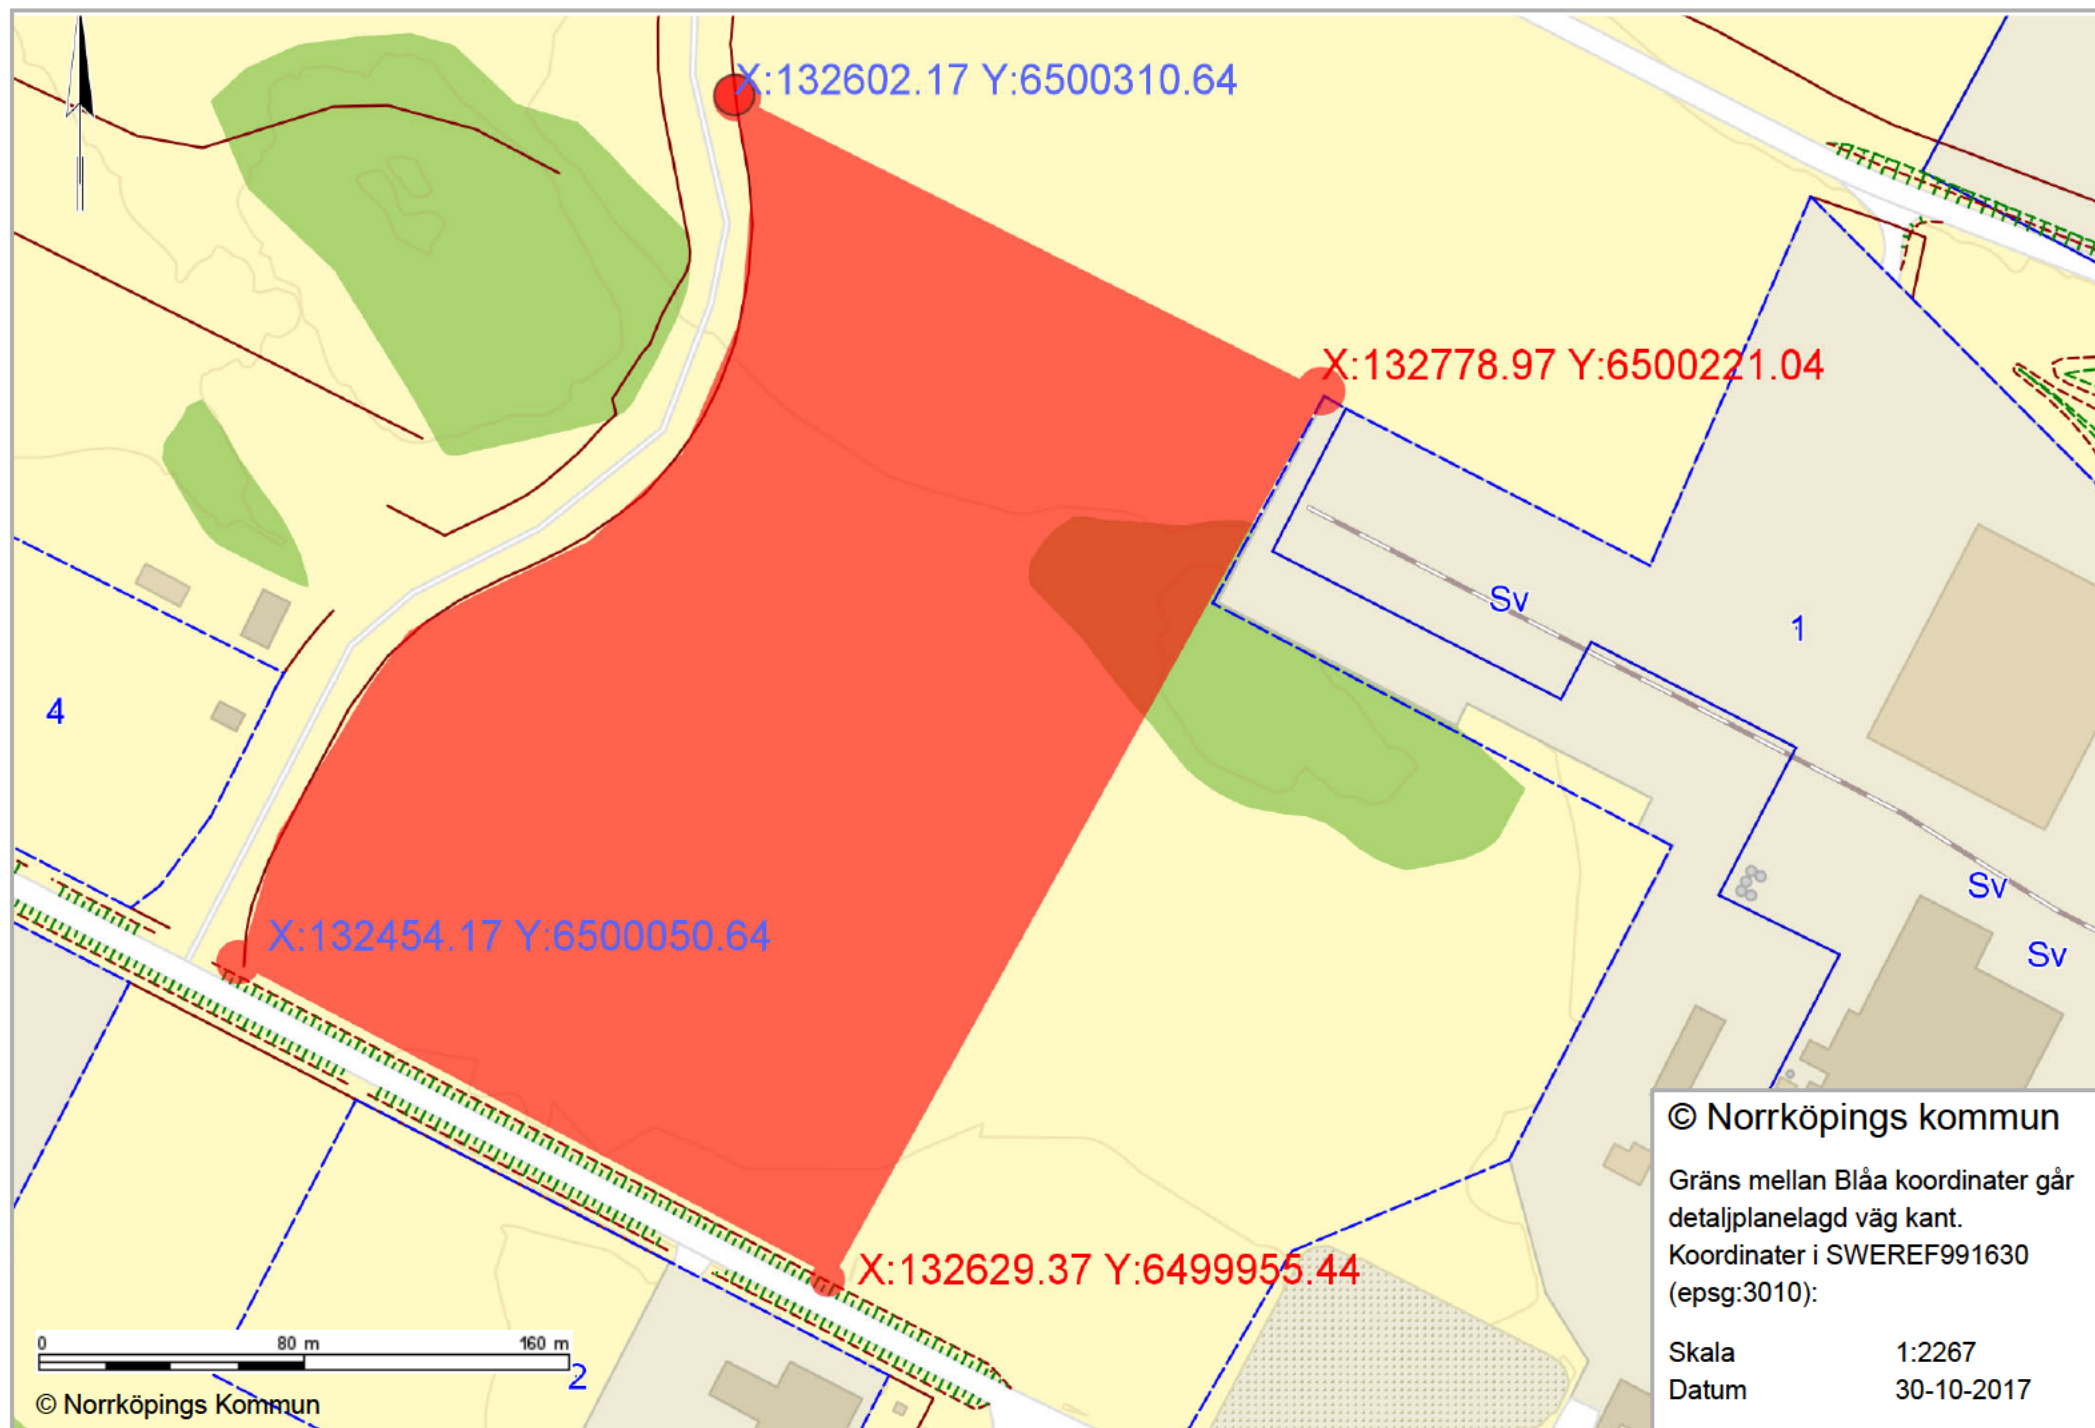 X:132602.17 Y:6500310.64
X:132778.97 Y:6500221.04
Sv
1
4
Sv
X:132454.17 Y:6500050.64
Sv
© Norrköpings kommun
Gräns mellan Blåa koordinater går
detaljplanelagd väg kant.
Koordinater i SWEREF991630
(epsg:3010):
X:132629.37 Y:6499955.44
0 80 m 160 m
2
Skala 1:2267
Datum 30-10-2017
© Norrköpings Kommun